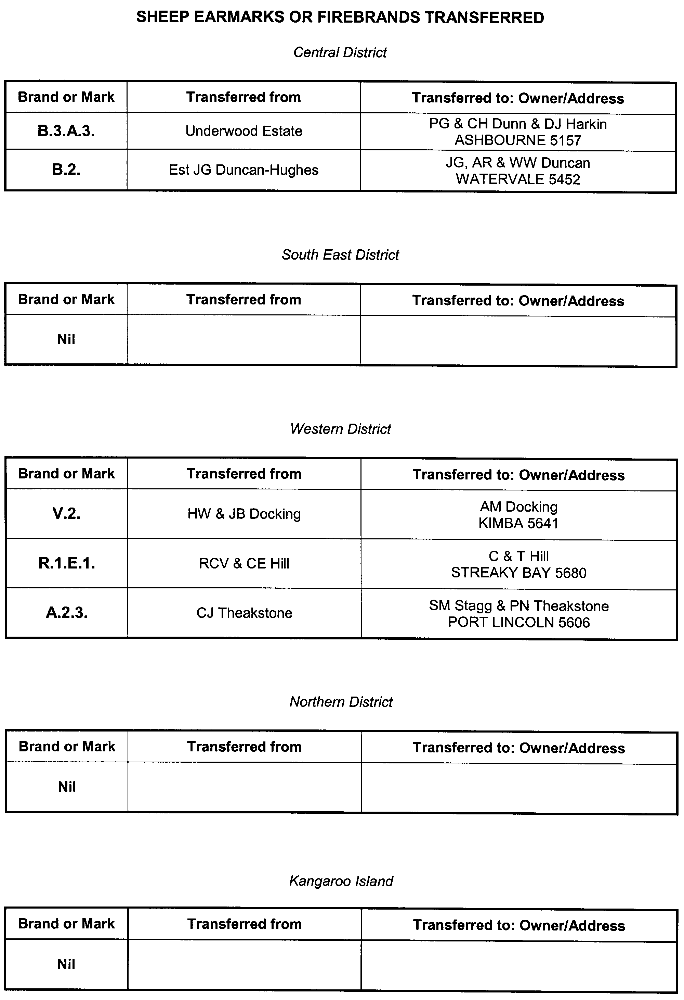 SHEEP EARMARKS OR FIREBRANDS TRANSFERRED
Central District
Brand or Mark Transferred from Transferred to: Owner/Address
B.3.A.3. Underwood Estate PG & CH Dunn & DJ Harkin
ASHBOURNE 5157
B.2. Est JG Duncan-Hughes JG, AR & WW Duncan
WATERVALE 5452
South East District
Brand or Mark Transferred from Transferred to: Owner/Address
Nil
Western District
Brand or Mark Transferred from Transferred to: Owner/Address
V.2. HW & JB Docking AM Docking
KIMBA 5641
R.1.E.1. RCV & CE Hill C & T Hill
STREAKY BAY 5680
A.2.3. CJ Theakstone SM Stagg & PN Theakstone
PORT LINCOLN 5606
Northern District
Brand or Mark Transferred from Transferred to: Owner/Address
Nil
Kangaroo Island
Brand or Mark Transferred from Transferred to: Owner/Address
Nil